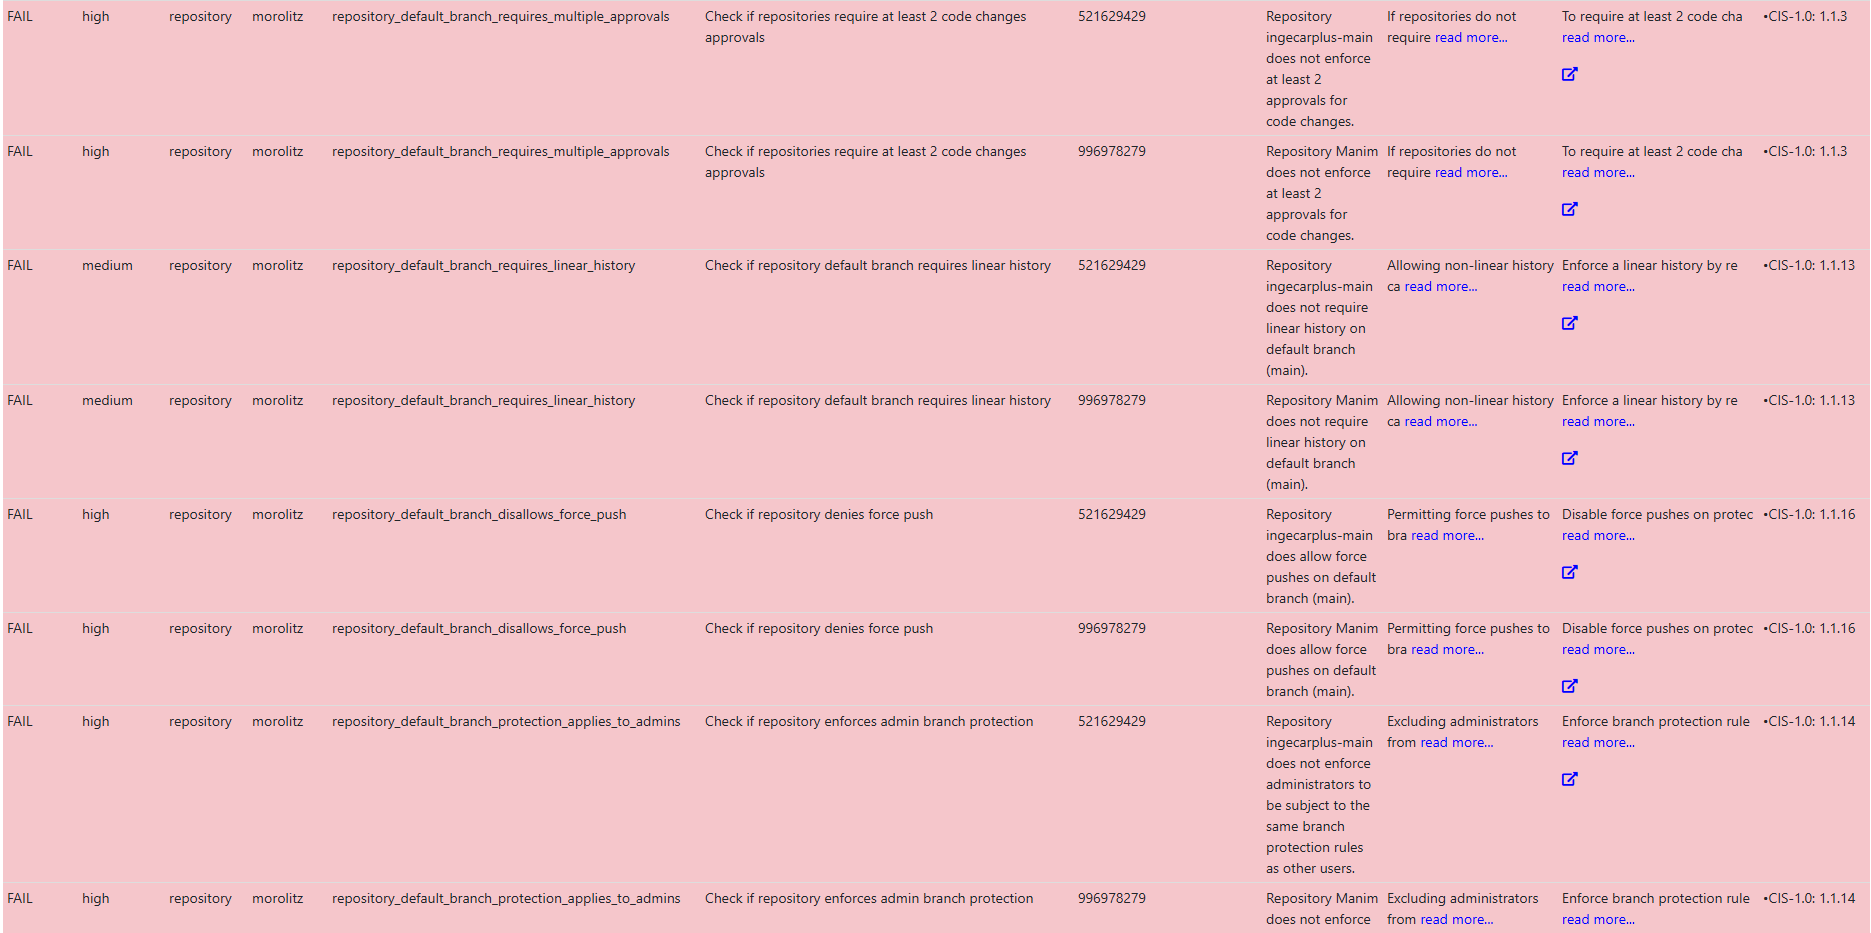 FAIL high repository morolitz repository_default_branch_requires_multiple_approvals Check if repositories require at least 2 code changes 521629429 Repository If repositories do not To require at least 2 code cha •CIS-1.0: 1.1.3
approvals ingecarplus-main require read more... read more...
does not enforce
at least 2
approvals for
code changes.
FAIL high repository morolitz repository_default_branch_requires_multiple_approvals Check if repositories require at least 2 code changes 996978279 Repository Manim If repositories do not To require at least 2 code cha •CIS-1.0: 1.1.3
approvals does not enforce require read more... read more...
at least 2
approvals for
code changes.
FAIL medium repository morolitz repository_default_branch_requires_linear_history Check if repository default branch requires linear history 521629429 Repository Allowing non-linear history Enforce a linear history by re •CIS-1.0: 1.1.13
ingecarplus-main ca read more... read more...
does not require
linear history on
default branch
(main).
FAIL medium repository morolitz repository_default_branch_requires_linear_history Check if repository default branch requires linear history 996978279 Repository Manim Allowing non-linear history Enforce a linear history by re •CIS-1.0: 1.1.13
does not require ca read more... read more...
linear history on
default branch
(main).
FAIL high repository morolitz repository_default_branch_disallows_force_push Check if repository denies force push 521629429 Repository Permitting force pushes to Disable force pushes on protec •CIS-1.0: 1.1.16
ingecarplus-main bra read more... read more...
does allow force
pushes on default
branch (main).
FAIL high repository morolitz repository_default_branch_disallows_force_push Check if repository denies force push 996978279 Repository Manim Permitting force pushes to Disable force pushes on protec •CIS-1.0: 1.1.16
does allow force bra read more... read more...
pushes on default
branch (main).
FAIL high repository morolitz repository_default_branch_protection_applies_to_admins Check if repository enforces admin branch protection 521629429 Repository Excluding administrators Enforce branch protection rule •CIS-1.0: 1.1.14
ingecarplus-main from read more... read more...
does not enforce
administrators to
be subject to the
same branch
protection rules
as other users.
FAIL high repository morolitz repository_default_branch_protection_applies_to_admins Check if repository enforces admin branch protection 996978279 Repository Manim Excluding administrators Enforce branch protection rule •CIS-1.0: 1.1.14
does not enforce from read more... read more...